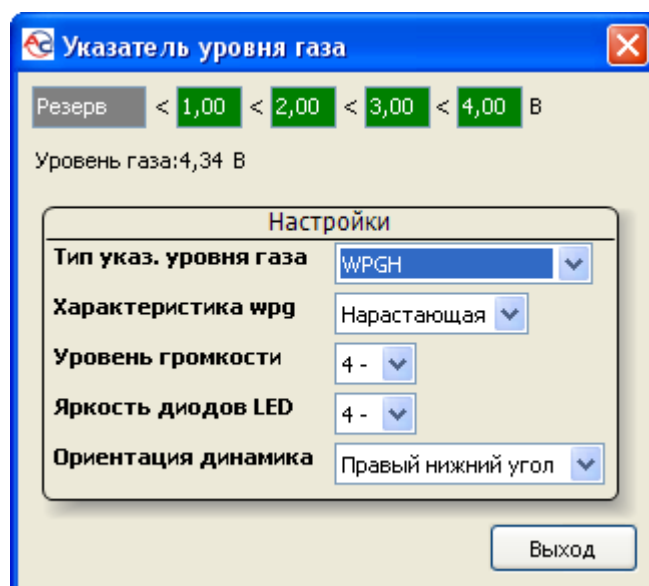 Указатель уровня газа
Резерв < 1,00 < 2,00 < 3,00 < 4,00 В
Уровень газа:4,34 В
Настройки
Тип указ. уровня газа WPGH
Характеристика wpg Нарастающая
Уровень громкости 4 -
Яркость диодов LED 4 -
Ориентация динамика Правый нижний угол
Выход